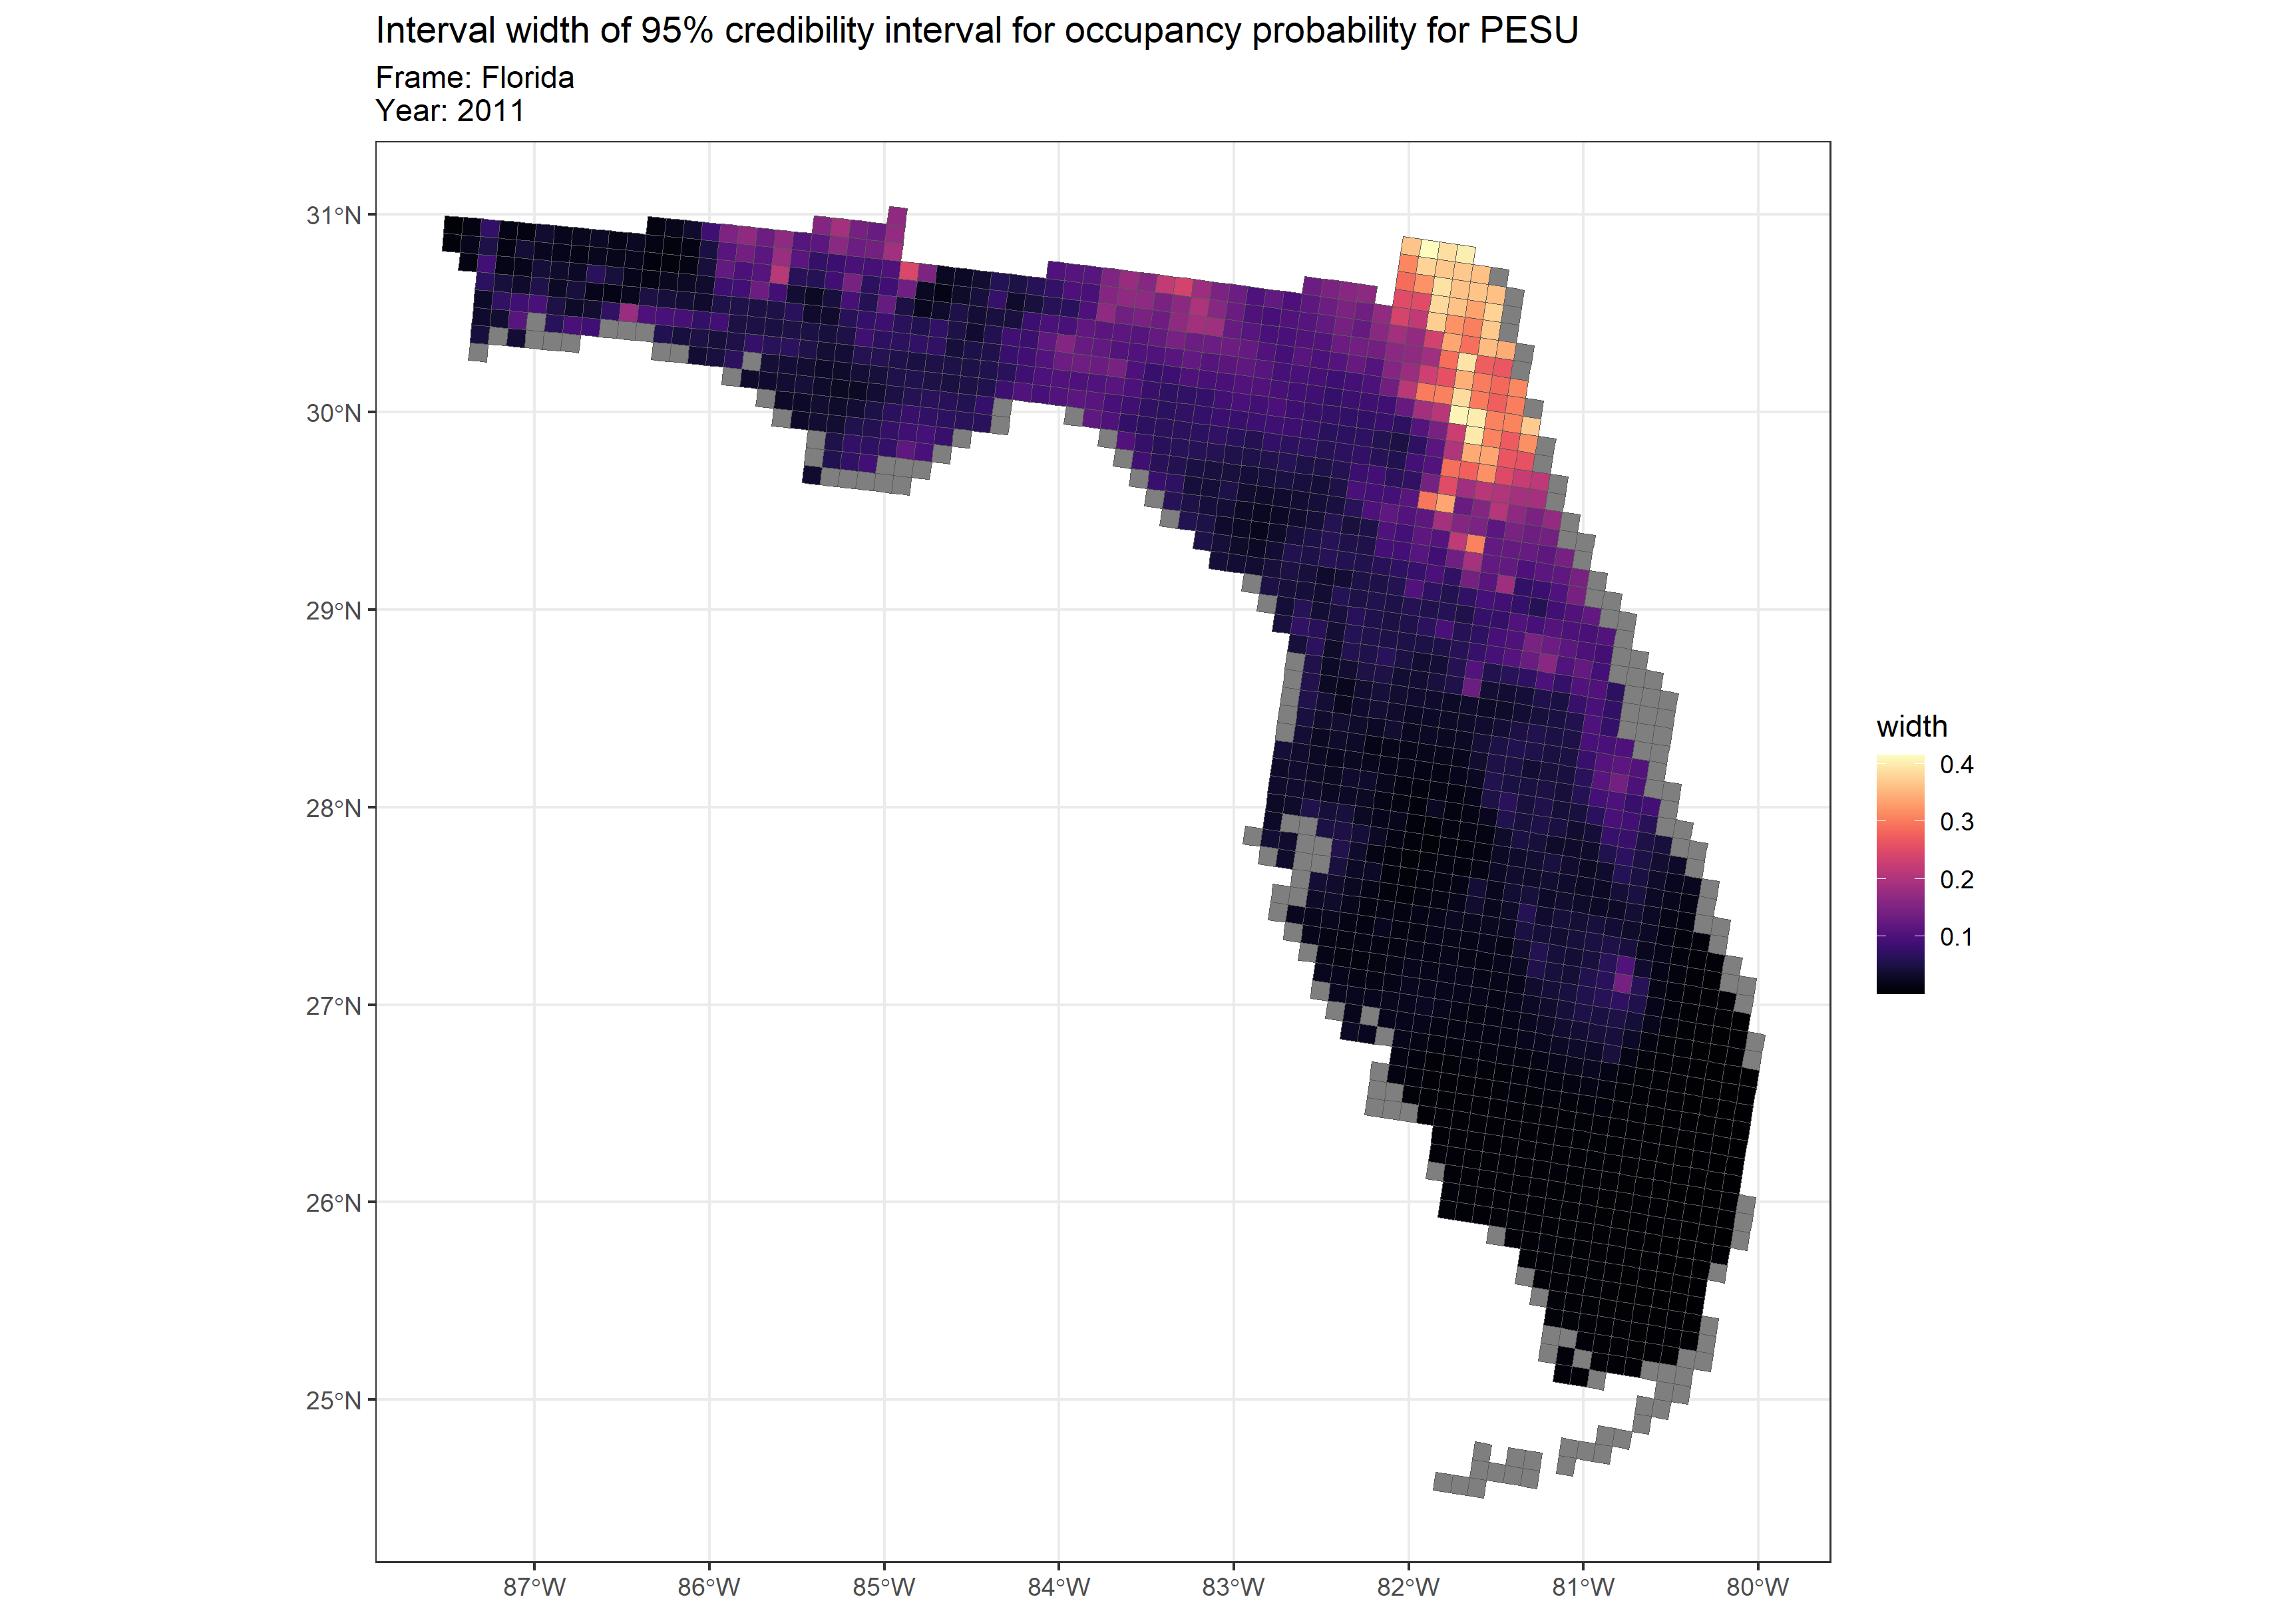 Interval width of 95% credibility interval for occupancy probability for PESU
Frame: Florida
Year: 2011
31°N
30°N
29°N
28°N
27°N
26°N
25°N
87°W
86°W
85°W
84°W
83°W
82°W
81°W
80°W
width
0.4
0.3
0.2
0.1